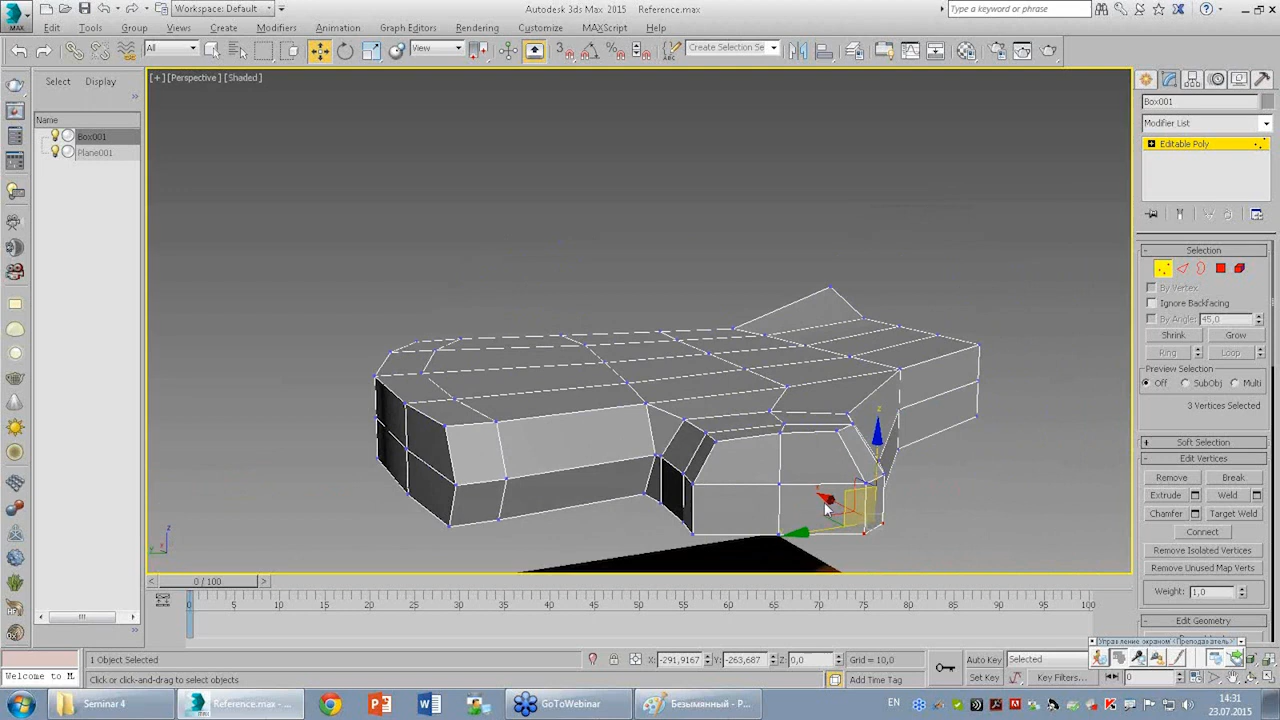 Workspace: Default
Autodesk 3ds Max 2015 Reference.max
Type a keyword or phrase
MAX
Edit Tools Group Views Create Modifiers Animation Graph Editors Rendering Customize MAXScript Help
All
View
Create Selection Se
[+] [Perspective] [Shaded]
Select Display
Name
Box001
Plane001
Box001
Modifier List
Editable Poly
Selection
By Vertex
Ignore Backfacing
By Angle: 45,0
Shrink Grow
Ring Loop
Preview Selection
Off SubObj Multi
3 Vertices Selected
Soft Selection
Edit Vertices
Remove Break
Extrude Weld
Chamfer Target Weld
Connect
Remove Isolated Vertices
Remove Unused Map Verts
Weight: 1,0
Edit Geometry
z
z
0 / 100
0 5 10 15 20 25 30 35 40 45 50 55 60 65 70 75 80 85 90 95 100
Управление экраном (Преподаватель)
1 Object Selected
X: -291,9167 Y: -263,687 Z: 0,0 Grid = 10,0
Auto Key Selected
Welcome to M
Click or click-and-drag to select objects
Add Time Tag
Set Key Key Filters... 0
Seminar 4
Reference.max - ...
GoToWebinar
Безымянный - P...
EN
14:31
23.07.2015